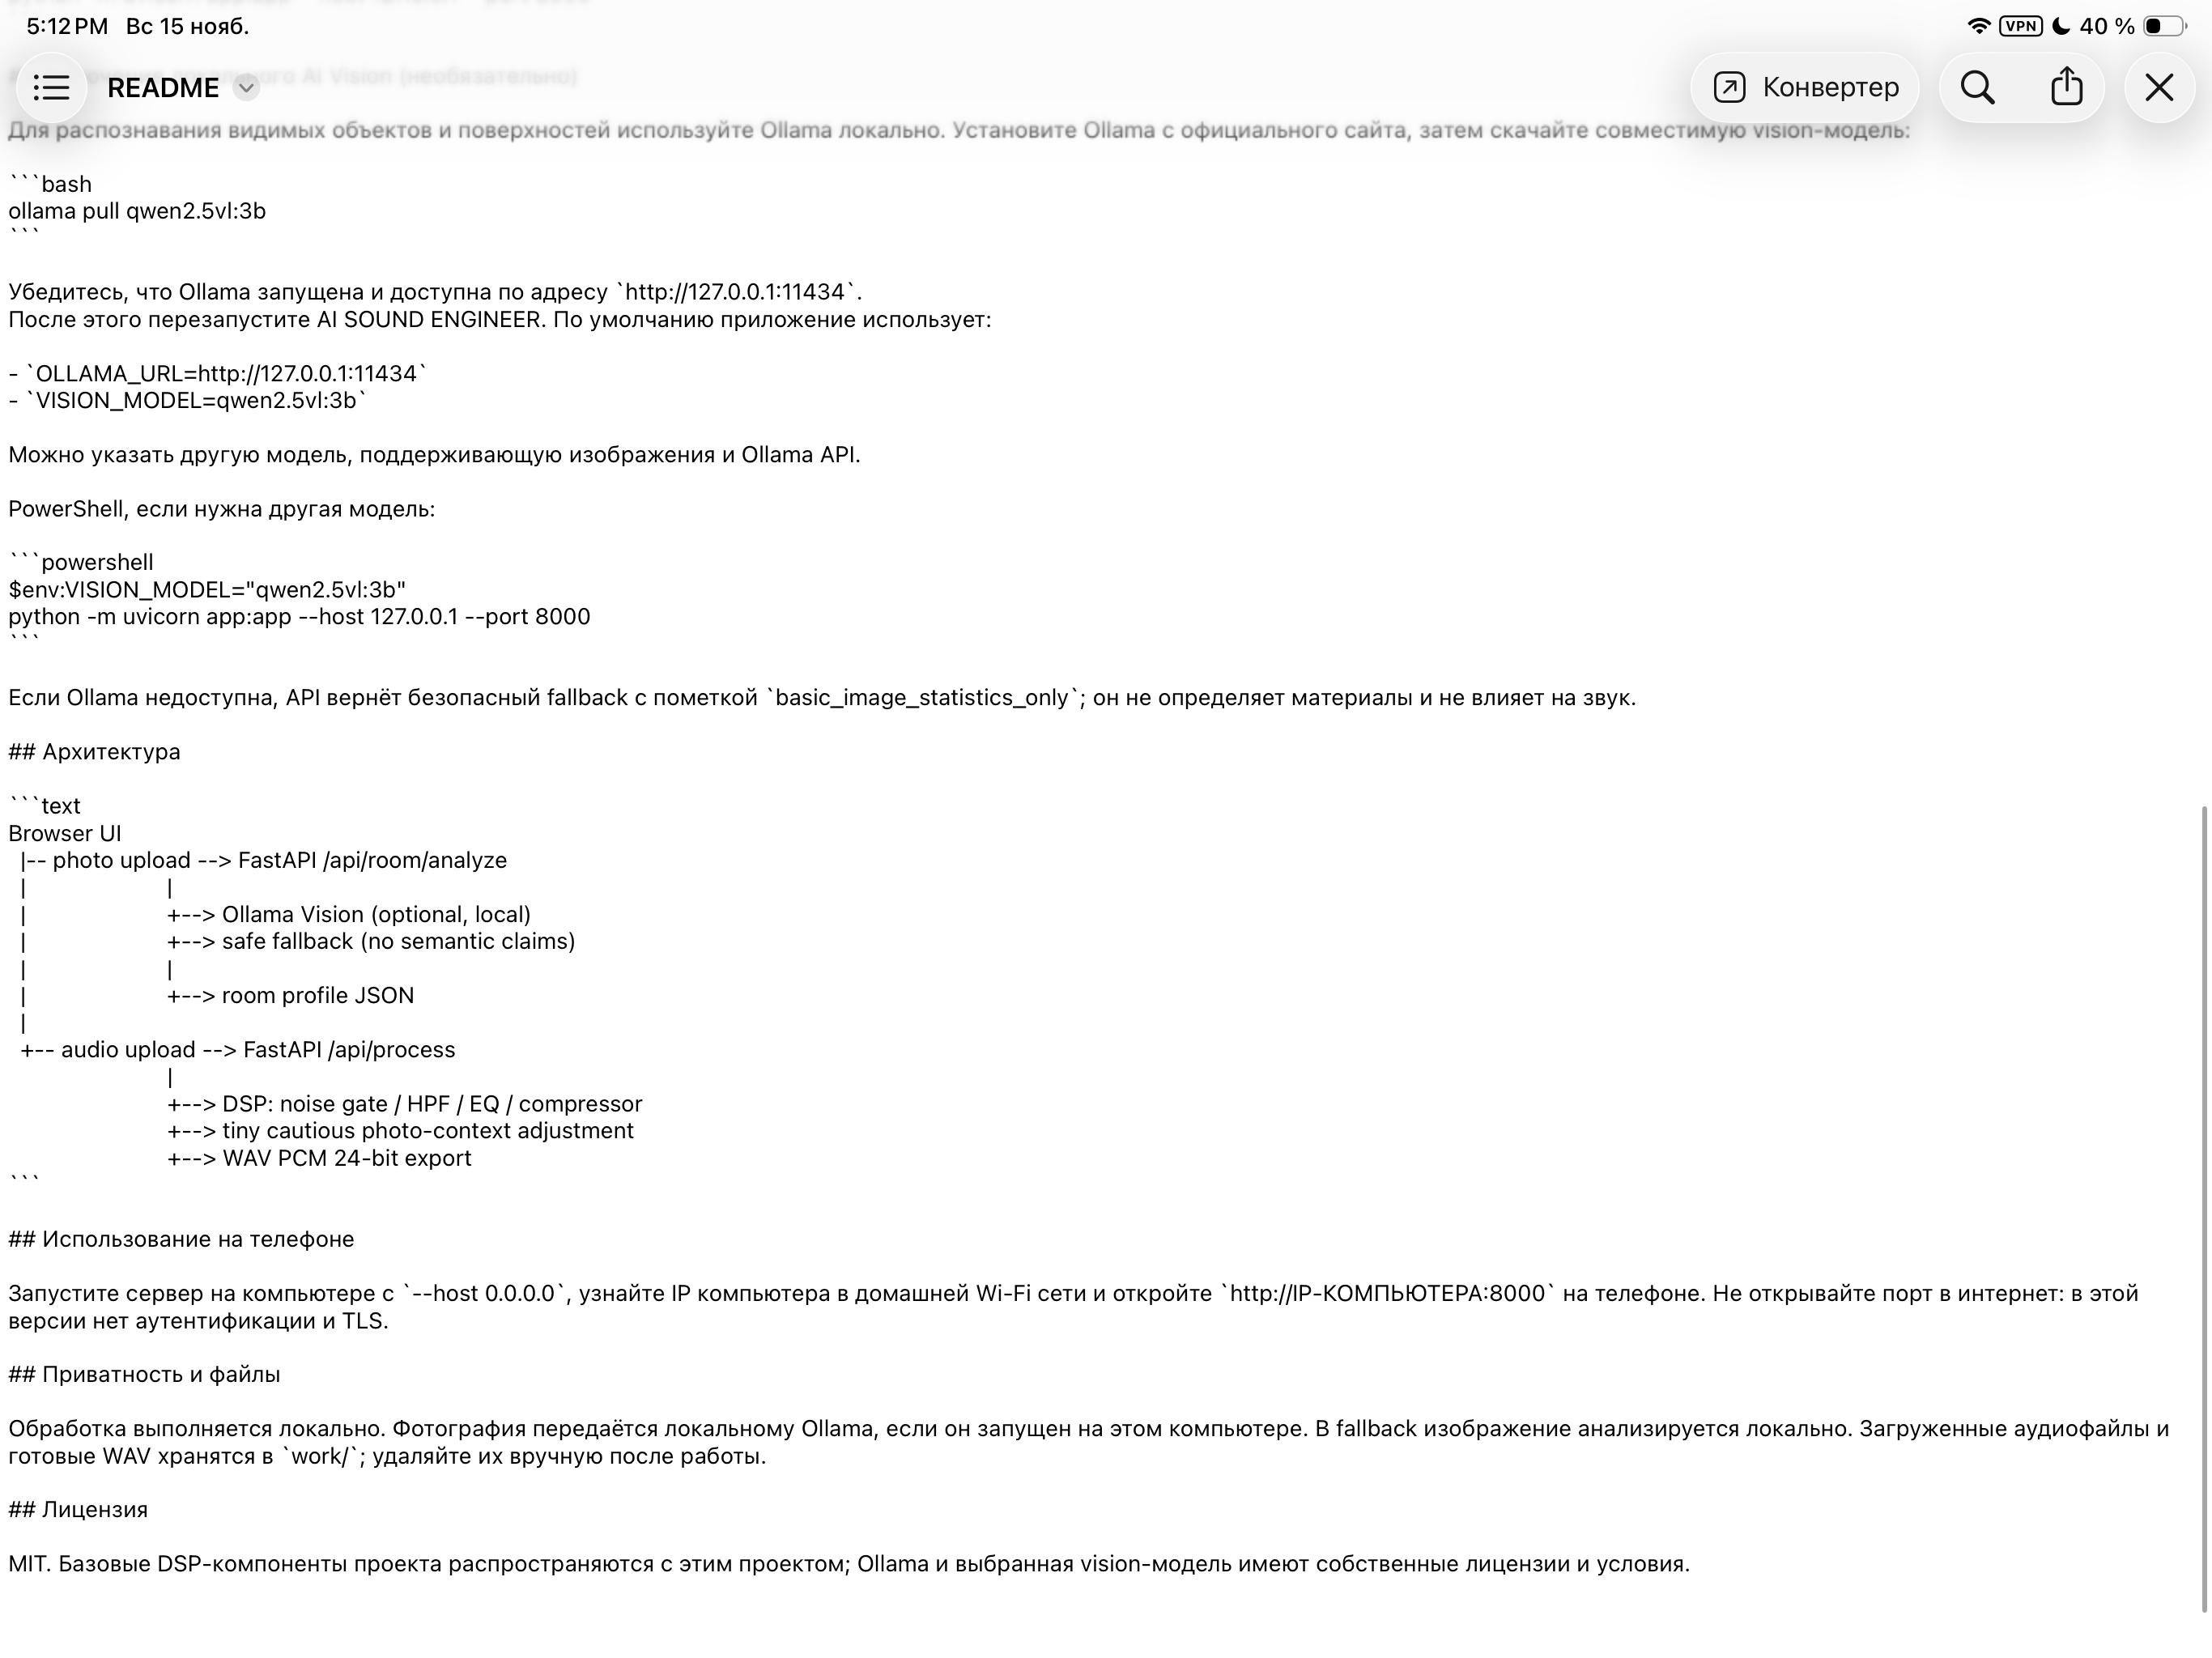 5:12 PM Вс 15 нояб.
VPN 40 %
README
Конвертер
AI Vision (необязательно)
Для распознавания видимых объектов и поверхностей используйте Ollama локально. Установите Ollama с официального сайта, затем скачайте совместимую vision-модель:
```bash
ollama pull qwen2.5vl:3b
```
Убедитесь, что Ollama запущена и доступна по адресу `http://127.0.0.1:11434`.
После этого перезапустите AI SOUND ENGINEER. По умолчанию приложение использует:
- `OLLAMA_URL=http://127.0.0.1:11434`
- `VISION_MODEL=qwen2.5vl:3b`
Можно указать другую модель, поддерживающую изображения и Ollama API.
PowerShell, если нужна другая модель:
```powershell
$env:VISION_MODEL="qwen2.5vl:3b"
python -m uvicorn app:app --host 127.0.0.1 --port 8000
```
Если Ollama недоступна, API вернёт безопасный fallback с пометкой `basic_image_statistics_only`; он не определяет материалы и не влияет на звук.
## Архитектура
```text
Browser UI
|-- photo upload --> FastAPI /api/room/analyze
| |
| +--> Ollama Vision (optional, local)
| +--> safe fallback (no semantic claims)
| |
| +--> room profile JSON
|
+-- audio upload --> FastAPI /api/process
|
+--> DSP: noise gate / HPF / EQ / compressor
+--> tiny cautious photo-context adjustment
+--> WAV PCM 24-bit export
```
## Использование на телефоне
Запустите сервер на компьютере с `--host 0.0.0.0`, узнайте IP компьютера в домашней Wi-Fi сети и откройте `http://IP-КОМПЬЮТЕРА:8000` на телефоне. Не открывайте порт в интернет: в этой
версии нет аутентификации и TLS.
## Приватность и файлы
Обработка выполняется локально. Фотография передаётся локальному Ollama, если он запущен на этом компьютере. В fallback изображение анализируется локально. Загруженные аудиофайлы и
готовые WAV хранятся в `work/`; удаляйте их вручную после работы.
## Лицензия
MIT. Базовые DSP-компоненты проекта распространяются с этим проектом; Ollama и выбранная vision-модель имеют собственные лицензии и условия.